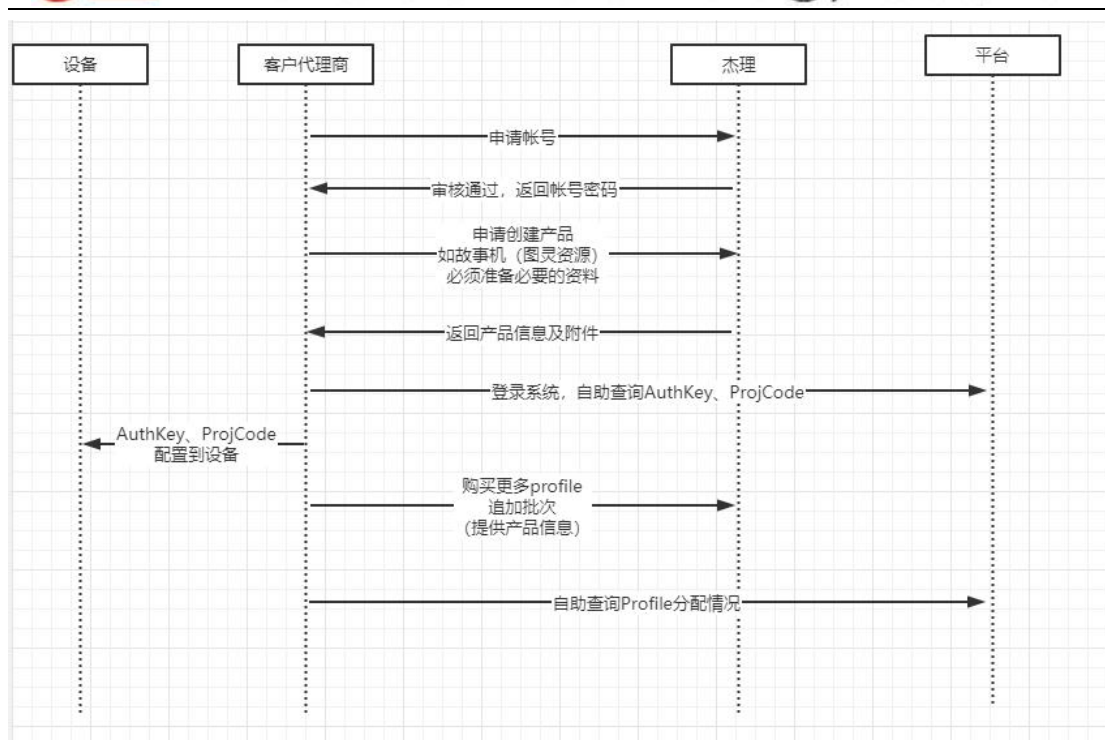 设备
客户代理商
杰理
平台
申请帐号
审核通过，返回帐号密码
申请创建产品
如故事机（图灵资源）
必须准备必要的资料
返回产品信息及附件
登录系统，自助查询AuthKey、ProjCode
AuthKey、ProjCode
配置到设备
购买更多profile
追加批次
（提供产品信息）
自助查询Profile分配情况